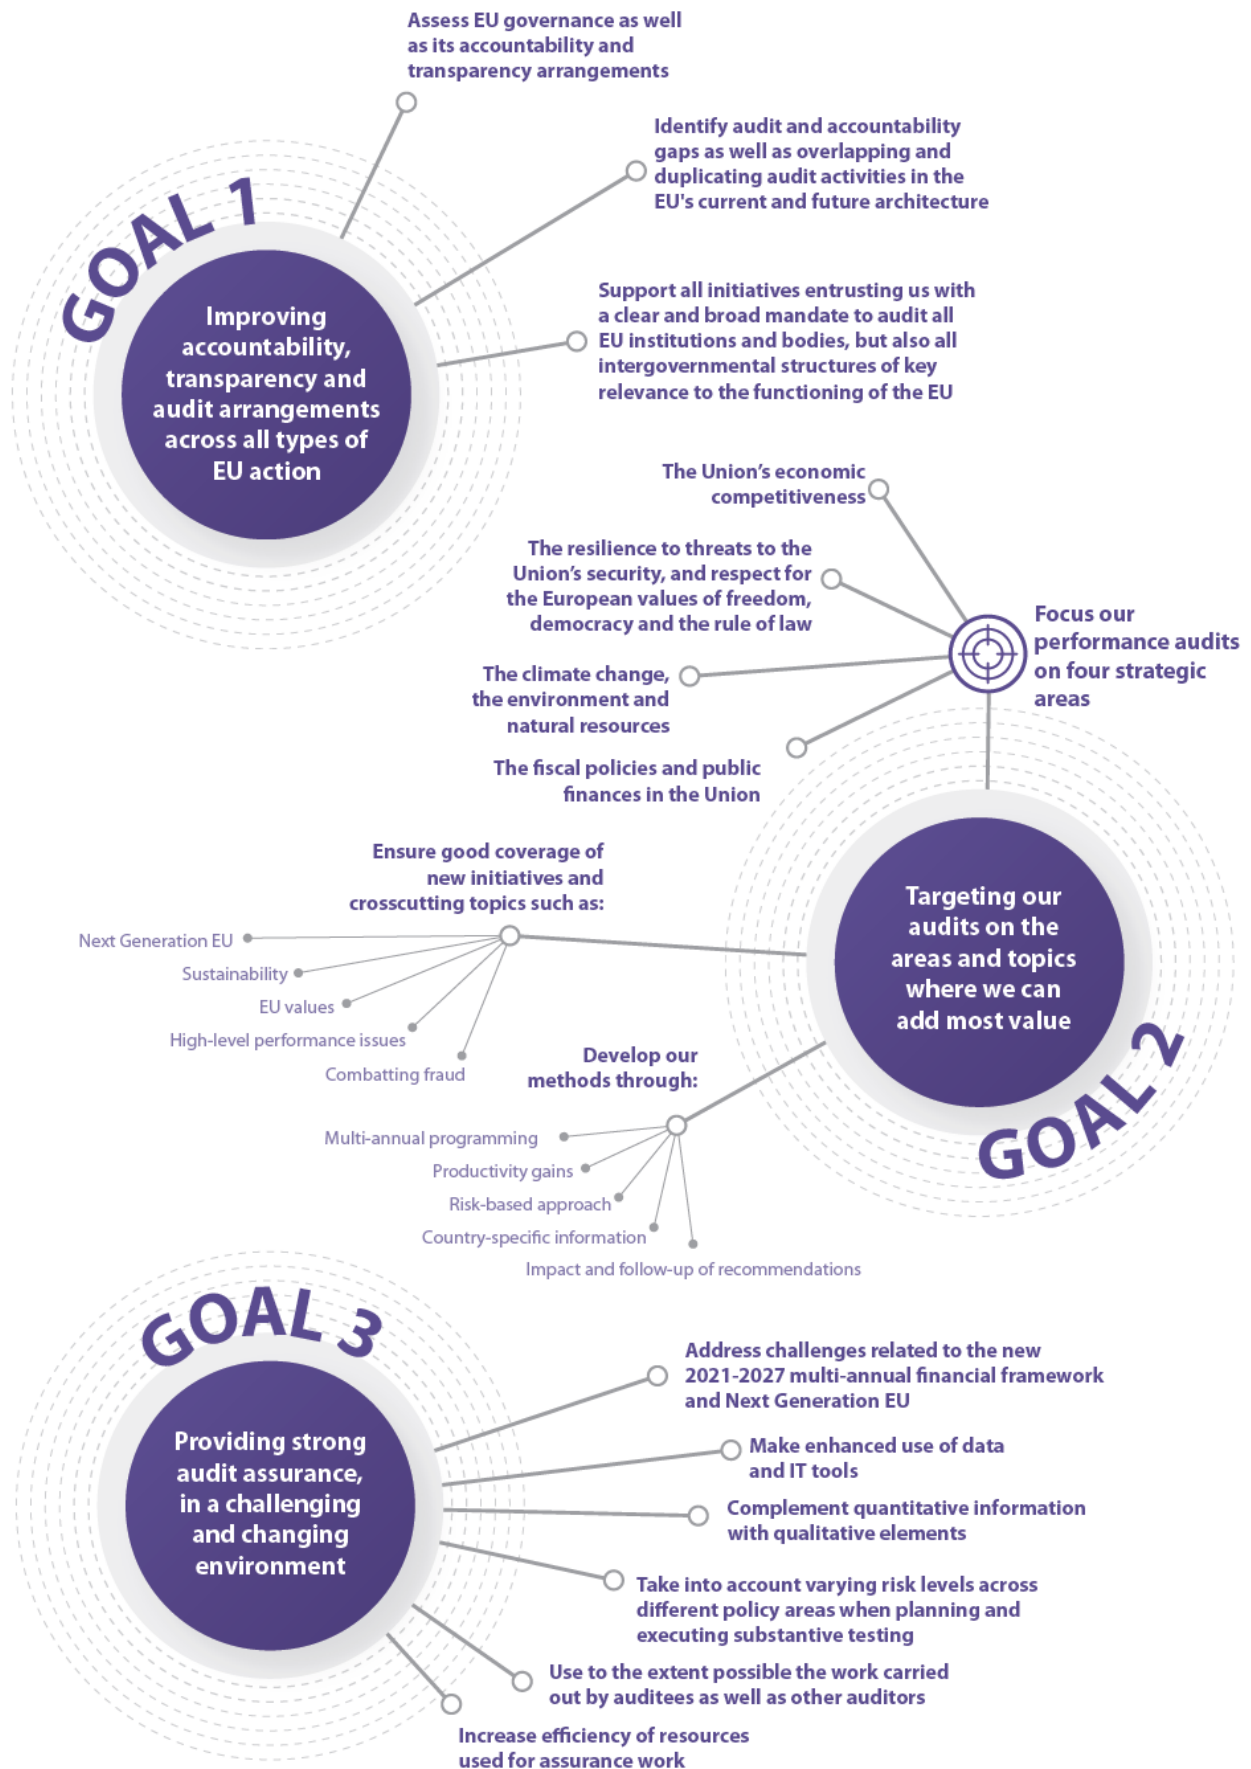 Assess EU governance as well
as its accountability and
transparency arrangements
Identify audit and accountability
gaps as well as overlapping and
duplicating audit activities in the
EU's current and future architecture
GOAL 1
Improving
accountability,
transparency and
audit arrangements
across all types of
EU action
Support all initiatives entrusting us with
a clear and broad mandate to audit all
EU institutions and bodies, but also all
intergovernmental structures of key
relevance to the functioning of the EU
The Union’s economic
competitiveness
The resilience to threats to the
Union’s security, and respect for
the European values of freedom,
democracy and the rule of law
The climate change,
the environment and
natural resources
The fiscal policies and public
finances in the Union
Focus our
performance audits
on four strategic
areas
Targeting our
audits on the
areas and topics
where we can
add most value
GOAL 2
Ensure good coverage of
new initiatives and
crosscutting topics such as:
Next Generation EU
Sustainability
EU values
High-level performance issues
Combatting fraud
Develop our
methods through:
Multi-annual programming
Productivity gains
Risk-based approach
Country-specific information
Impact and follow-up of recommendations
GOAL 3
Providing strong
audit assurance,
in a challenging
and changing
environment
Address challenges related to the new
2021-2027 multi-annual financial framework
and Next Generation EU
Make enhanced use of data
and IT tools
Complement quantitative information
with qualitative elements
Take into account varying risk levels across
different policy areas when planning and
executing substantive testing
Use to the extent possible the work carried
out by auditees as well as other auditors
Increase efficiency of resources
used for assurance work